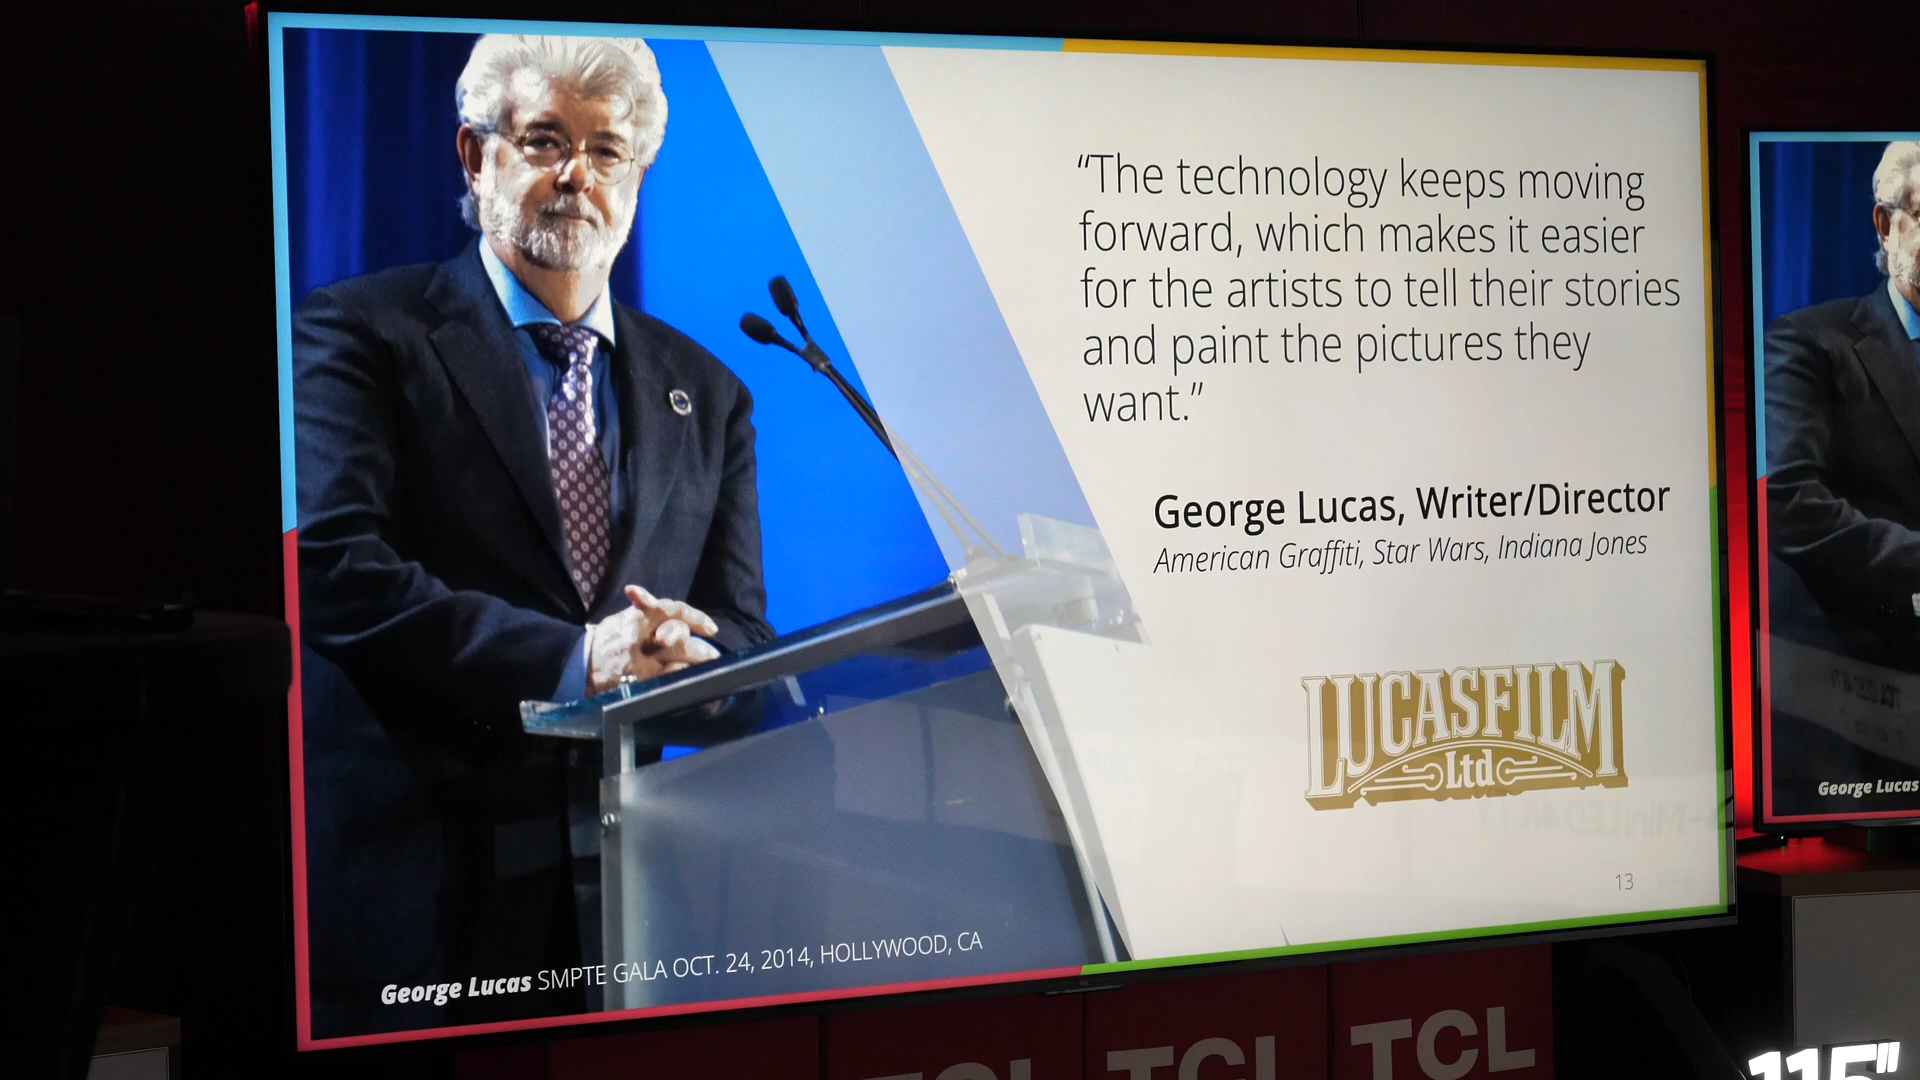 “The technology keeps moving
forward, which makes it easier
for the artists to tell their stories
and paint the pictures they
want.”
George Lucas, Writer/Director
American Graffiti, Star Wars, Indiana Jones
LUCASFILM
Ltd
13
George Lucas SMPTE GALA OCT. 24, 2014, HOLLYWOOD, CA
George Lucas
TCL TCL TCL
115"